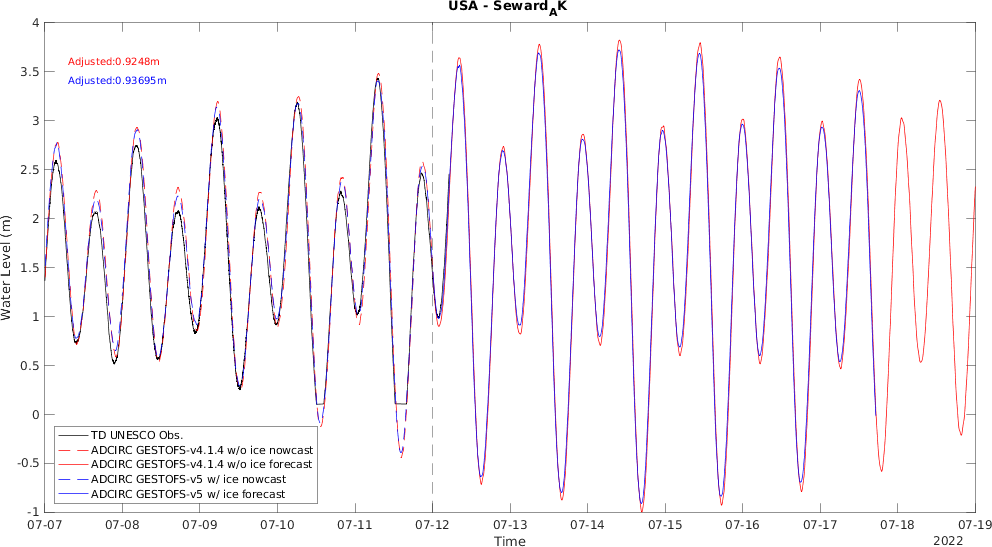 USA - Seward_AK
4
3.5
3
2.5
2
1.5
1
0.5
0
-0.5
-1
Water Level (m)
Adjusted:0.9248m
Adjusted:0.93695m
TD UNESCO Obs.
ADCIRC GESTOFS-v4.1.4 w/o ice nowcast
ADCIRC GESTOFS-v4.1.4 w/o ice forecast
ADCIRC GESTOFS-v5 w/ ice nowcast
ADCIRC GESTOFS-v5 w/ ice forecast
07-07 07-08 07-09 07-10 07-11 07-12 07-13 07-14 07-15 07-16 07-17 07-18 07-19
Time
2022